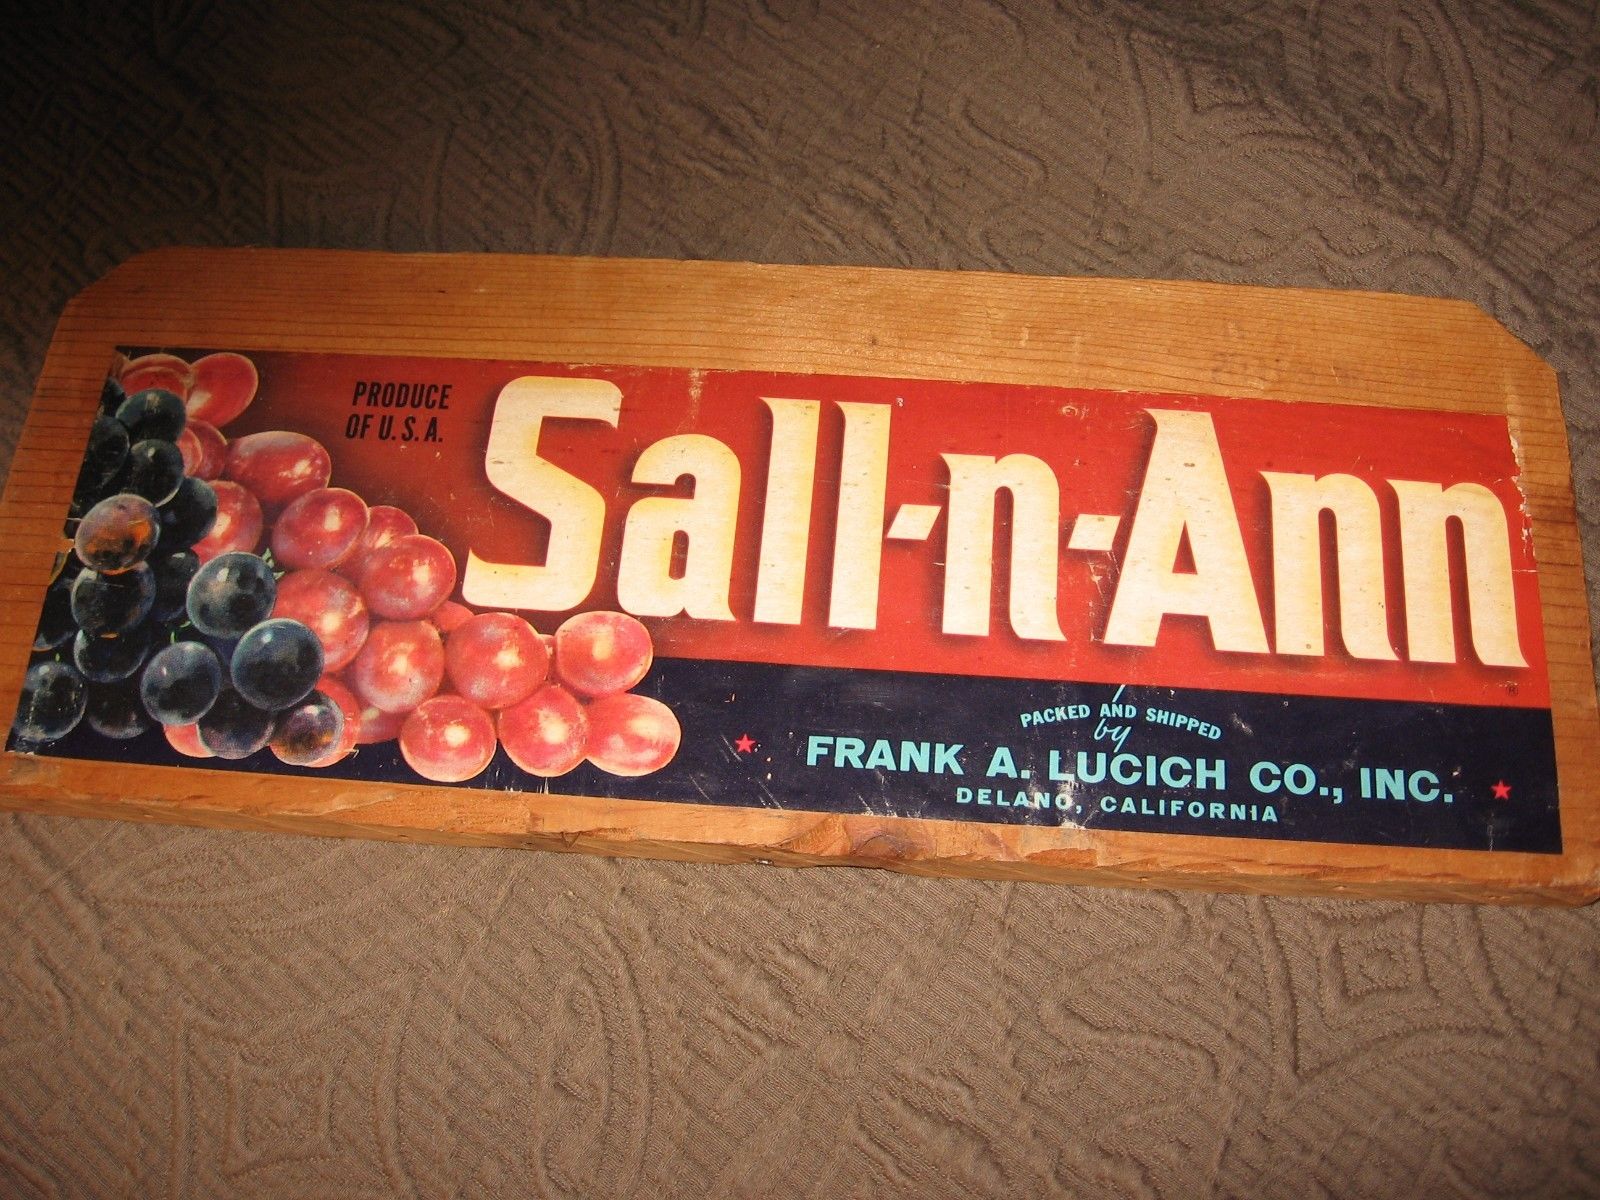 PRODUCE
OF U.S.A.
Sall-n-Ann
®
PACKED AND SHIPPED
by
FRANK A. LUCICH CO., INC.
DELANO, CALIFORNIA